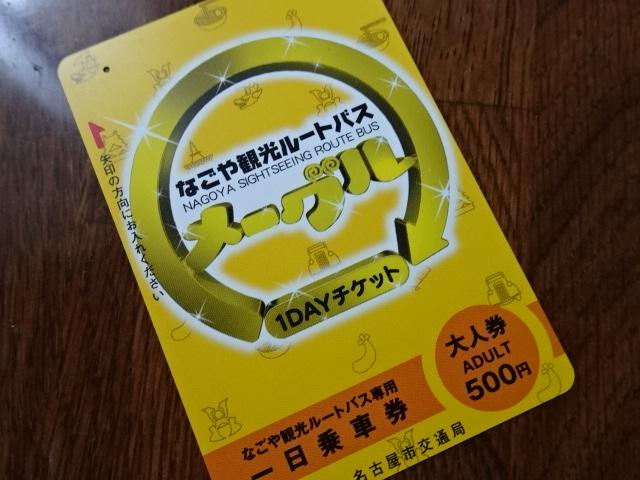 矢印の方向にお入れください
なごや観光ルートバス
NAGOYA SIGHTSEEING ROUTE BUS
メーグル
1DAYチケット
大人券
ADULT
500円
なごや観光ルートバス専用
一日乗車券
名古屋市交通局